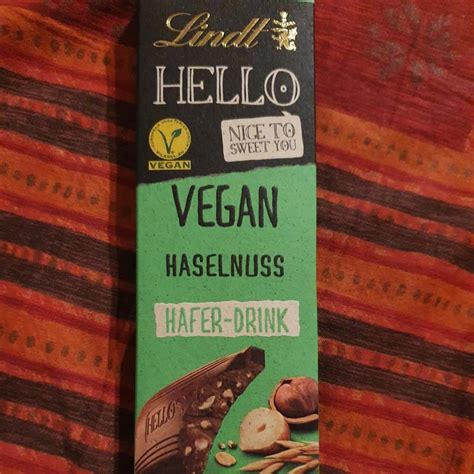 Lindt
HELLO
NICE TO
SWEET YOU
VEGAN
VEGAN
HASELNUSS
HAFER-DRINK
HELLO